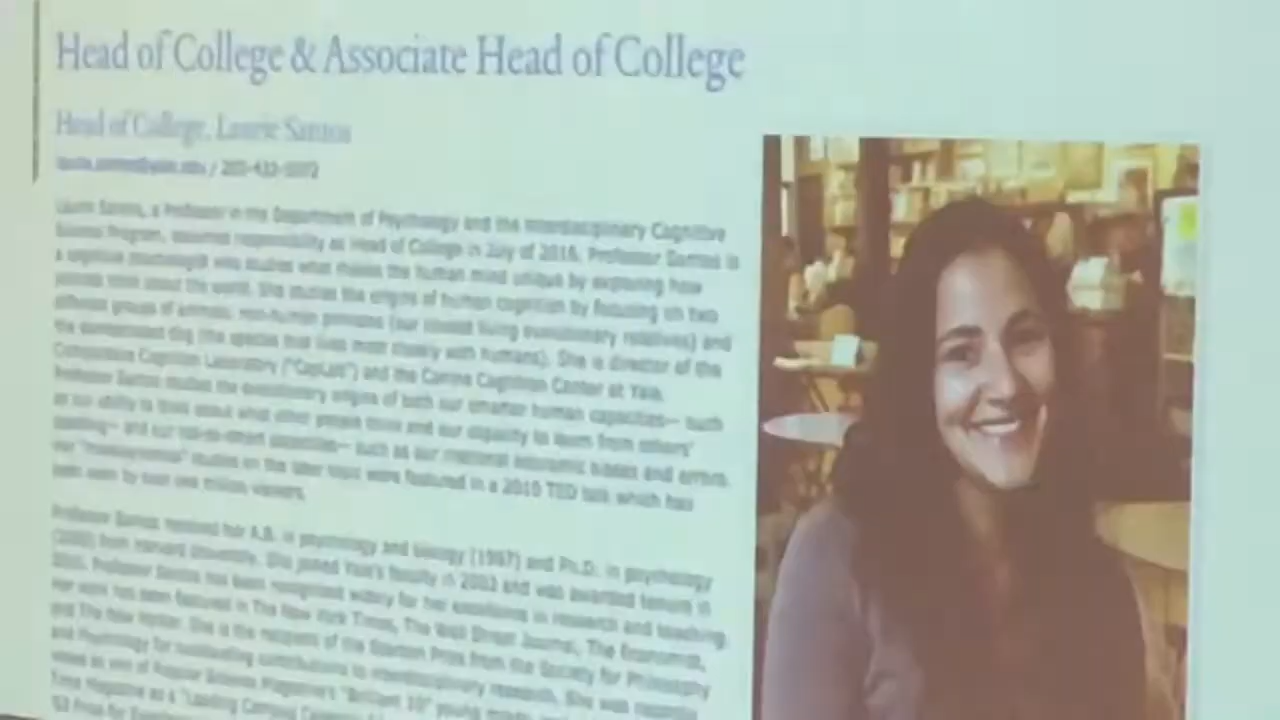 Head of College & Associate Head of College
Head of College, Laurie Santos
/ 203-432-
Laurie Santos, a Professor in the Department of Psychology and the Interdisciplinary Cognitive
Science Program, assumed responsibility as Head of College in July of 2016. Professor Santos is
a cognitive psychologist who studies what makes the human mind unique by exploring how
think about the world. She studies the origins of human cognition by focusing on two
different groups of animals: non-human primates (our closest living evolutionary relatives) and
the domesticated dog (the species that lives most closely with humans). She is director of the
Comparative Cognition Laboratory ("CapLab") and the Canine Cognition Center at Yale.
Professor Santos studies the evolutionary origins of both our smarter human capacities— such
as our ability to think about what other people think and our capacity to learn from others'
teaching— and our not-so-smart capacities— such as our irrational economic biases and errors.
Her studies on the later topic were featured in a 2010 TED talk which has
been seen by over one million viewers.
Professor Santos received her A.B. in psychology and biology (1997) and Ph.D. in psychology
(2003) from Harvard University. She joined Yale's faculty in 2003 and was awarded tenure in
Professor Santos has been recognized widely for her excellence in research and teaching.
Her work has been featured in The New York Times, The Wall Street Journal, The Economist,
and The New Yorker. She is the recipient of the Stanton Prize from the Society for Philosophy
and Psychology for outstanding contributions to interdisciplinary research. She was
voted as one of Popular Science Magazine's "Brilliant 10" young minds
Time Magazine as a "Leading Campus